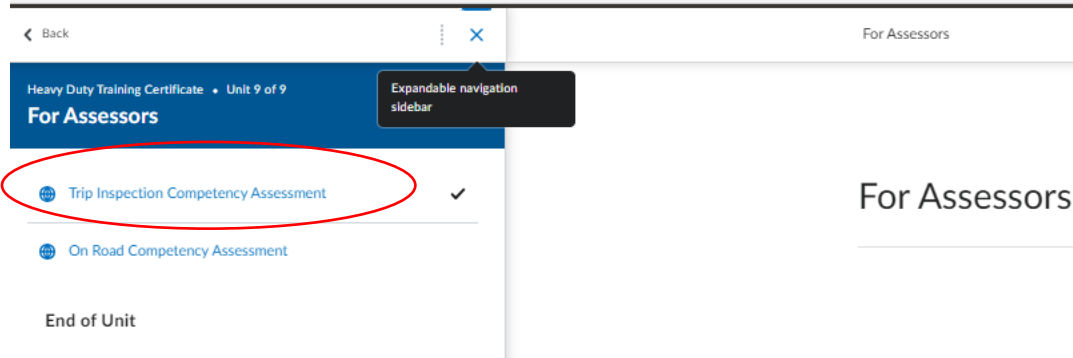 Back
For Assessors
Heavy Duty Training Certificate • Unit 9 of 9
For Assessors
Expandable navigation
sidebar
Trip Inspection Competency Assessment
For Assessors
On Road Competency Assessment
End of Unit